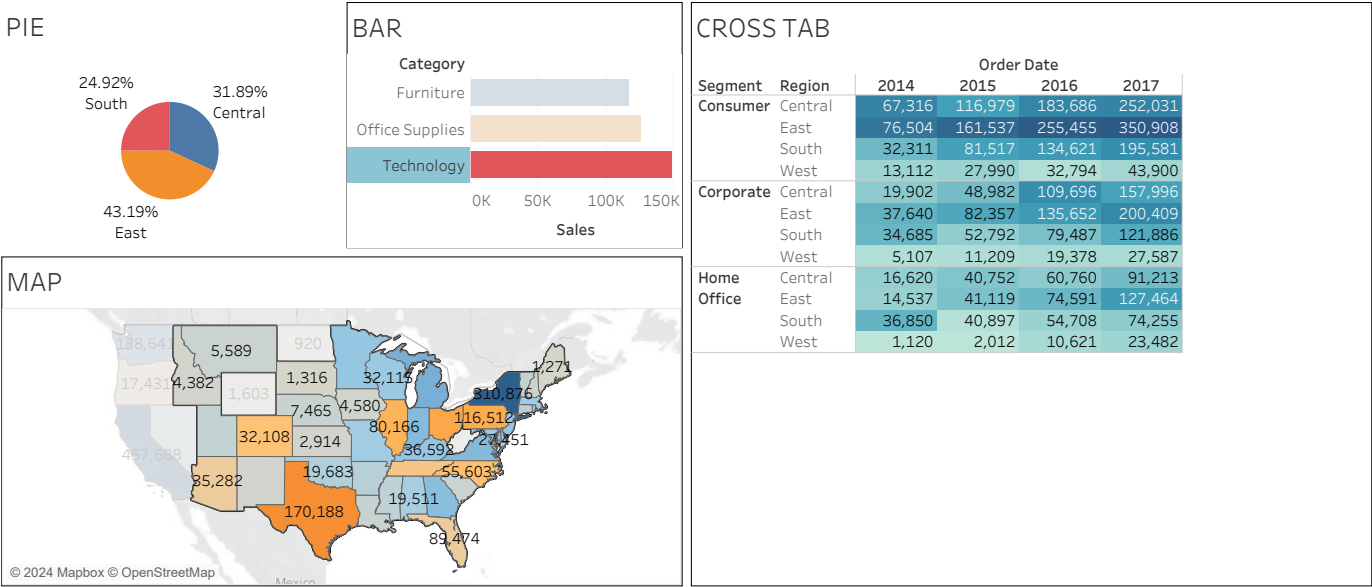 PIE
24.92%
South
31.89%
Central
43.19%
East
BAR
Category
Furniture
Office Supplies
Technology
0K 50K 100K 150K
Sales
MAP
138,641
5,589
920
17,431
4,382
1,603
1,316
32,115
1,271
310,876
7,465
4,580
32,108
2,914
80,166
116,512
457,688
36,592
27,451
35,282
19,683
55,603
170,188
19,511
89,474
Mexico
© 2024 Mapbox © OpenStreetMap
CROSS TAB
Order Date
Segment Region 2014 2015 2016 2017
Consumer Central 67,316 116,979 183,686 252,031
East 76,504 161,537 255,455 350,908
South 32,311 81,517 134,621 195,581
West 13,112 27,990 32,794 43,900
Corporate Central 19,902 48,982 109,696 157,996
East 37,640 82,357 135,652 200,409
South 34,685 52,792 79,487 121,886
West 5,107 11,209 19,378 27,587
Home Central 16,620 40,752 60,760 91,213
Office East 14,537 41,119 74,591 127,464
South 36,850 40,897 54,708 74,255
West 1,120 2,012 10,621 23,482